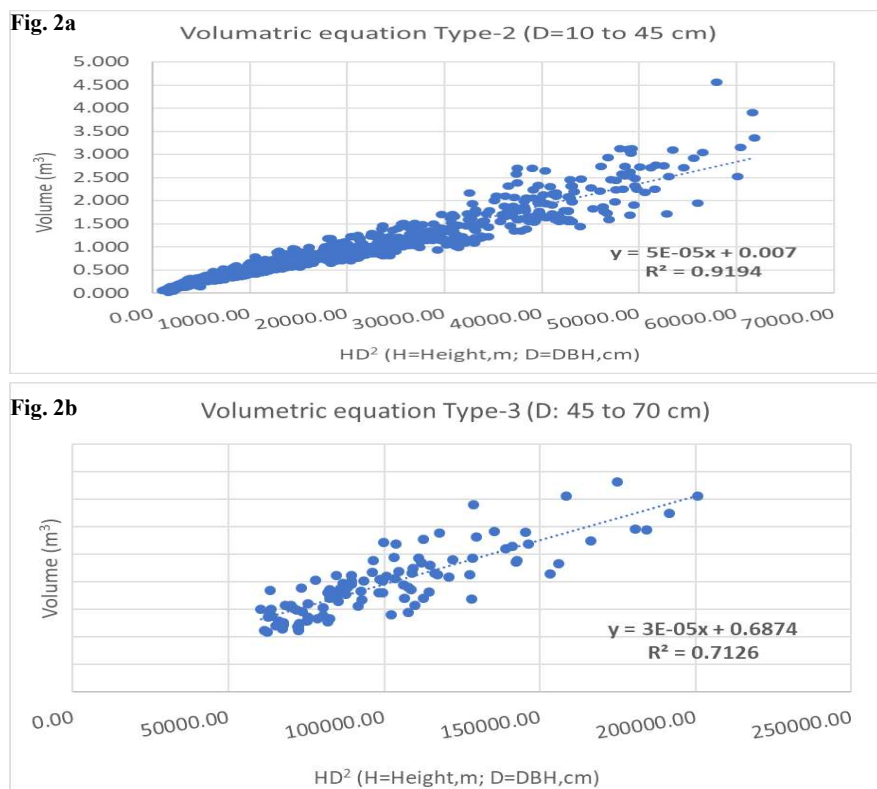 Fig. 2a
Volumatric equation Type-2 (D=10 to 45 cm)
5.000
4.500
4.000
3.500
3.000
2.500
2.000
1.500
1.000
0.500
0.000
Volume (m³)
y = 5E-05x + 0.007
R² = 0.9194
0.00 10000.00 20000.00 30000.00 40000.00 50000.00 60000.00 70000.00
HD² (H=Height,m; D=DBH,cm)
Fig. 2b
Volumetric equation Type-3 (D: 45 to 70 cm)
Volume (m³)
y = 3E-05x + 0.6874
R² = 0.7126
0.00 50000.00 100000.00 150000.00 200000.00 250000.00
HD² (H=Height,m; D=DBH,cm)